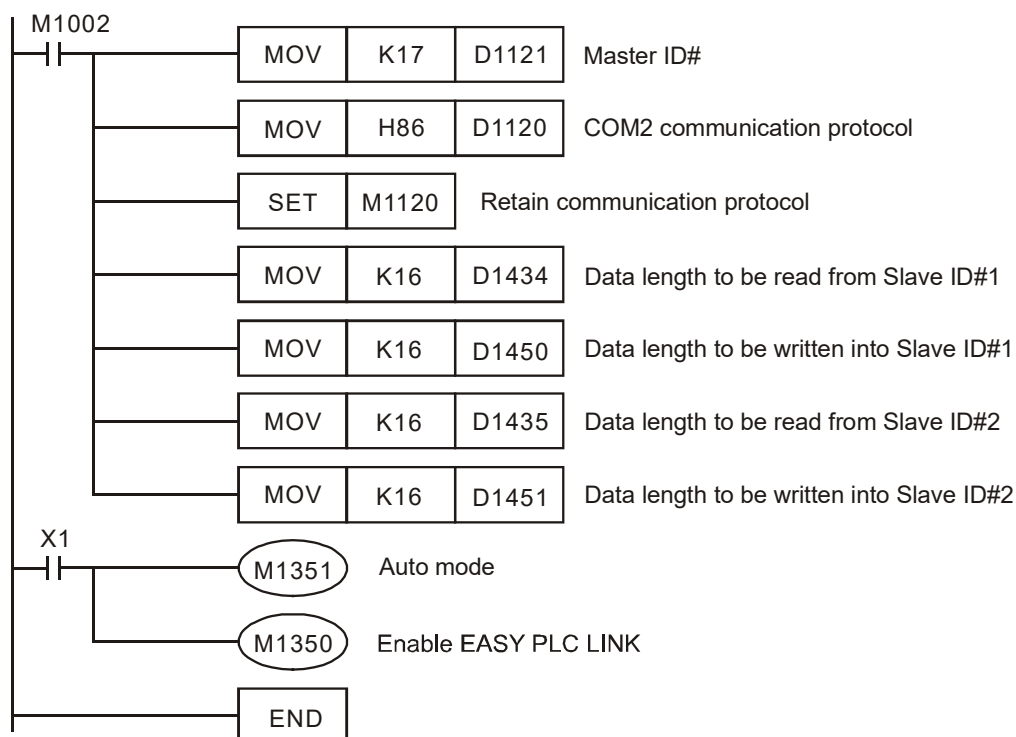 M1002
MOV K17 D1121 Master ID#
MOV H86 D1120 COM2 communication protocol
SET M1120 Retain communication protocol
MOV K16 D1434 Data length to be read from Slave ID#1
MOV K16 D1450 Data length to be written into Slave ID#1
MOV K16 D1435 Data length to be read from Slave ID#2
MOV K16 D1451 Data length to be written into Slave ID#2
X1
M1351 Auto mode
M1350 Enable EASY PLC LINK
END